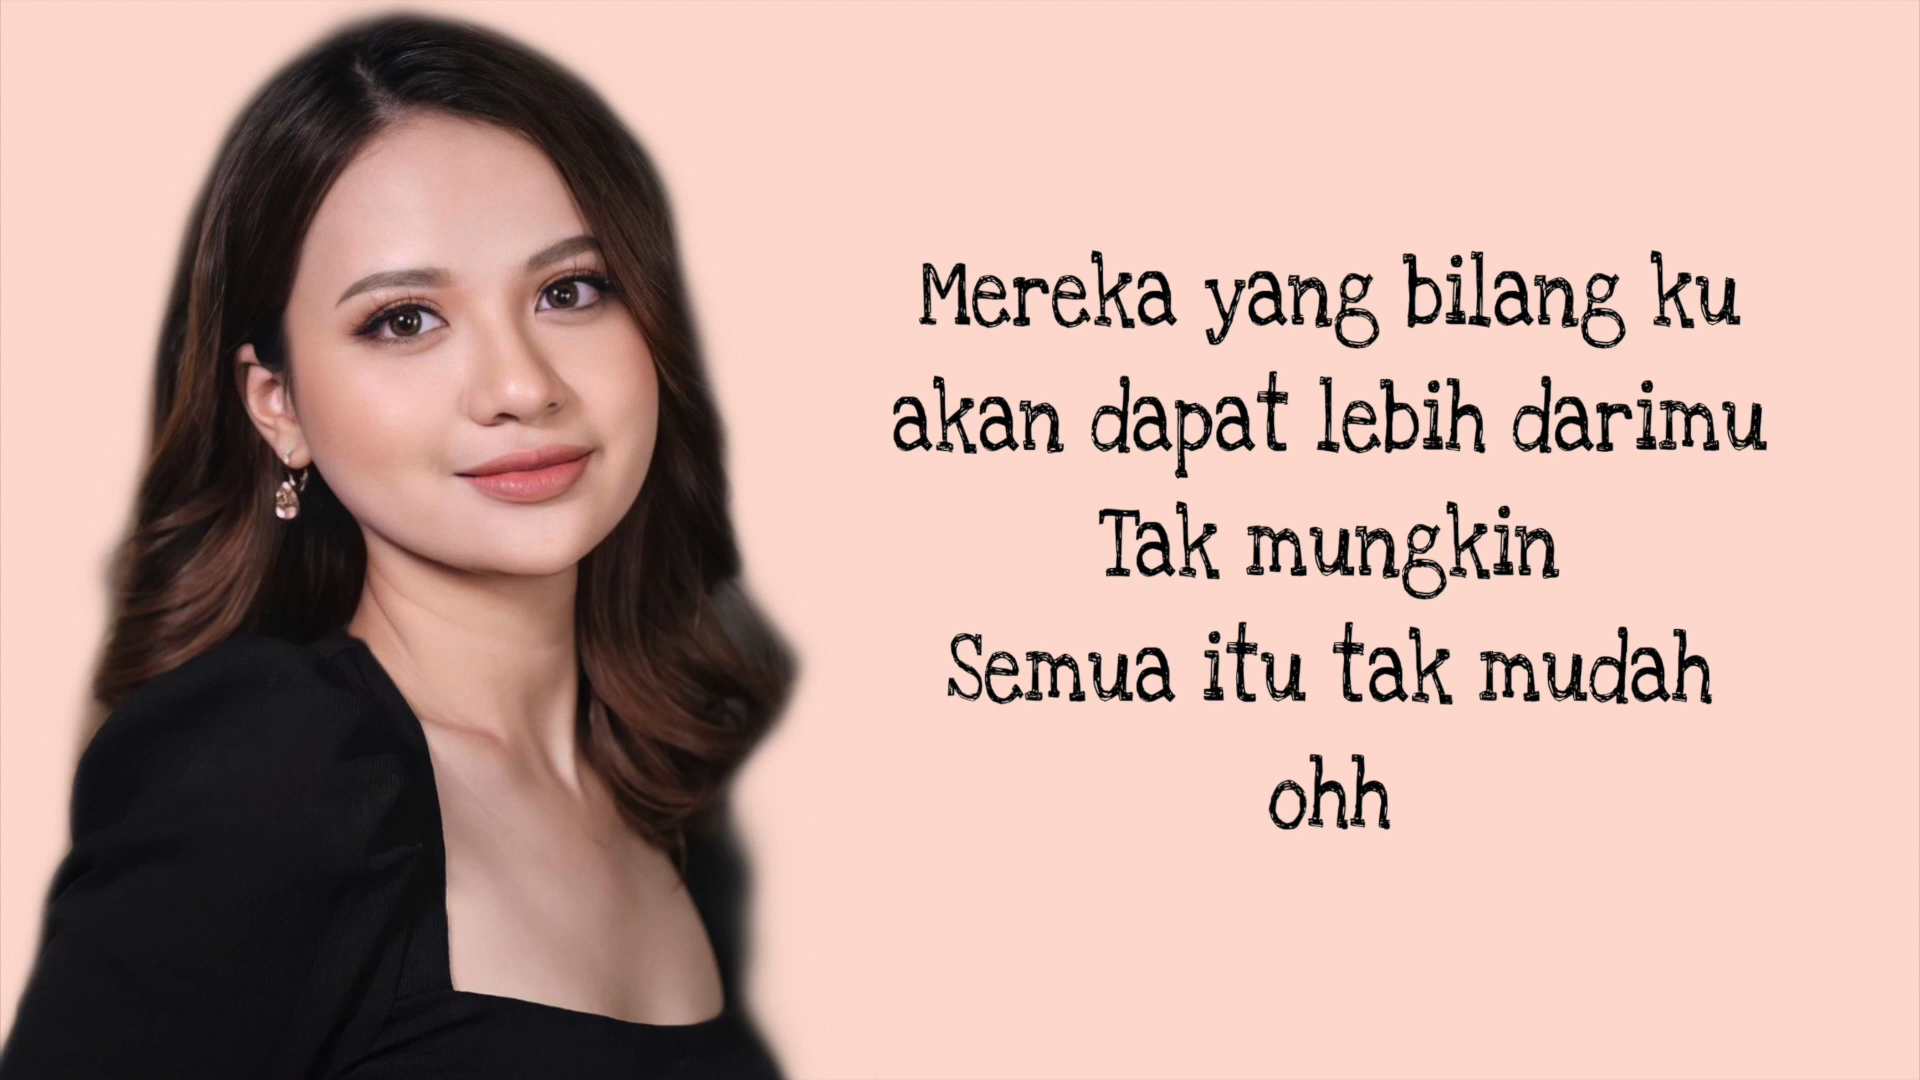 Mereka yang bilang ku
akan dapat lebih darimu
Tak mungkin
Semua itu tak mudah
ohh